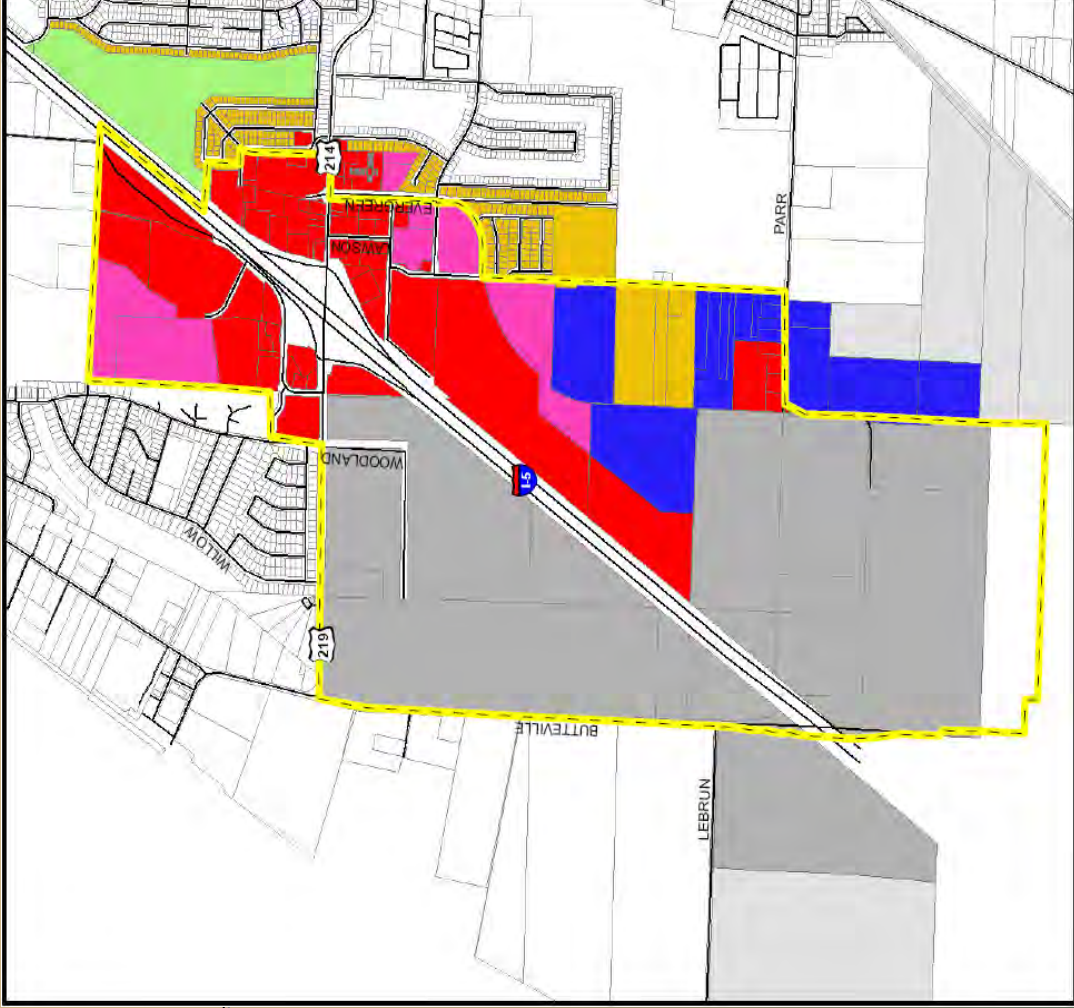 214
EVERGREEN
LAWSON
PARR
WOODLAND
I-5
WILLOW
219
BUTTEVILLE
LEBRUN